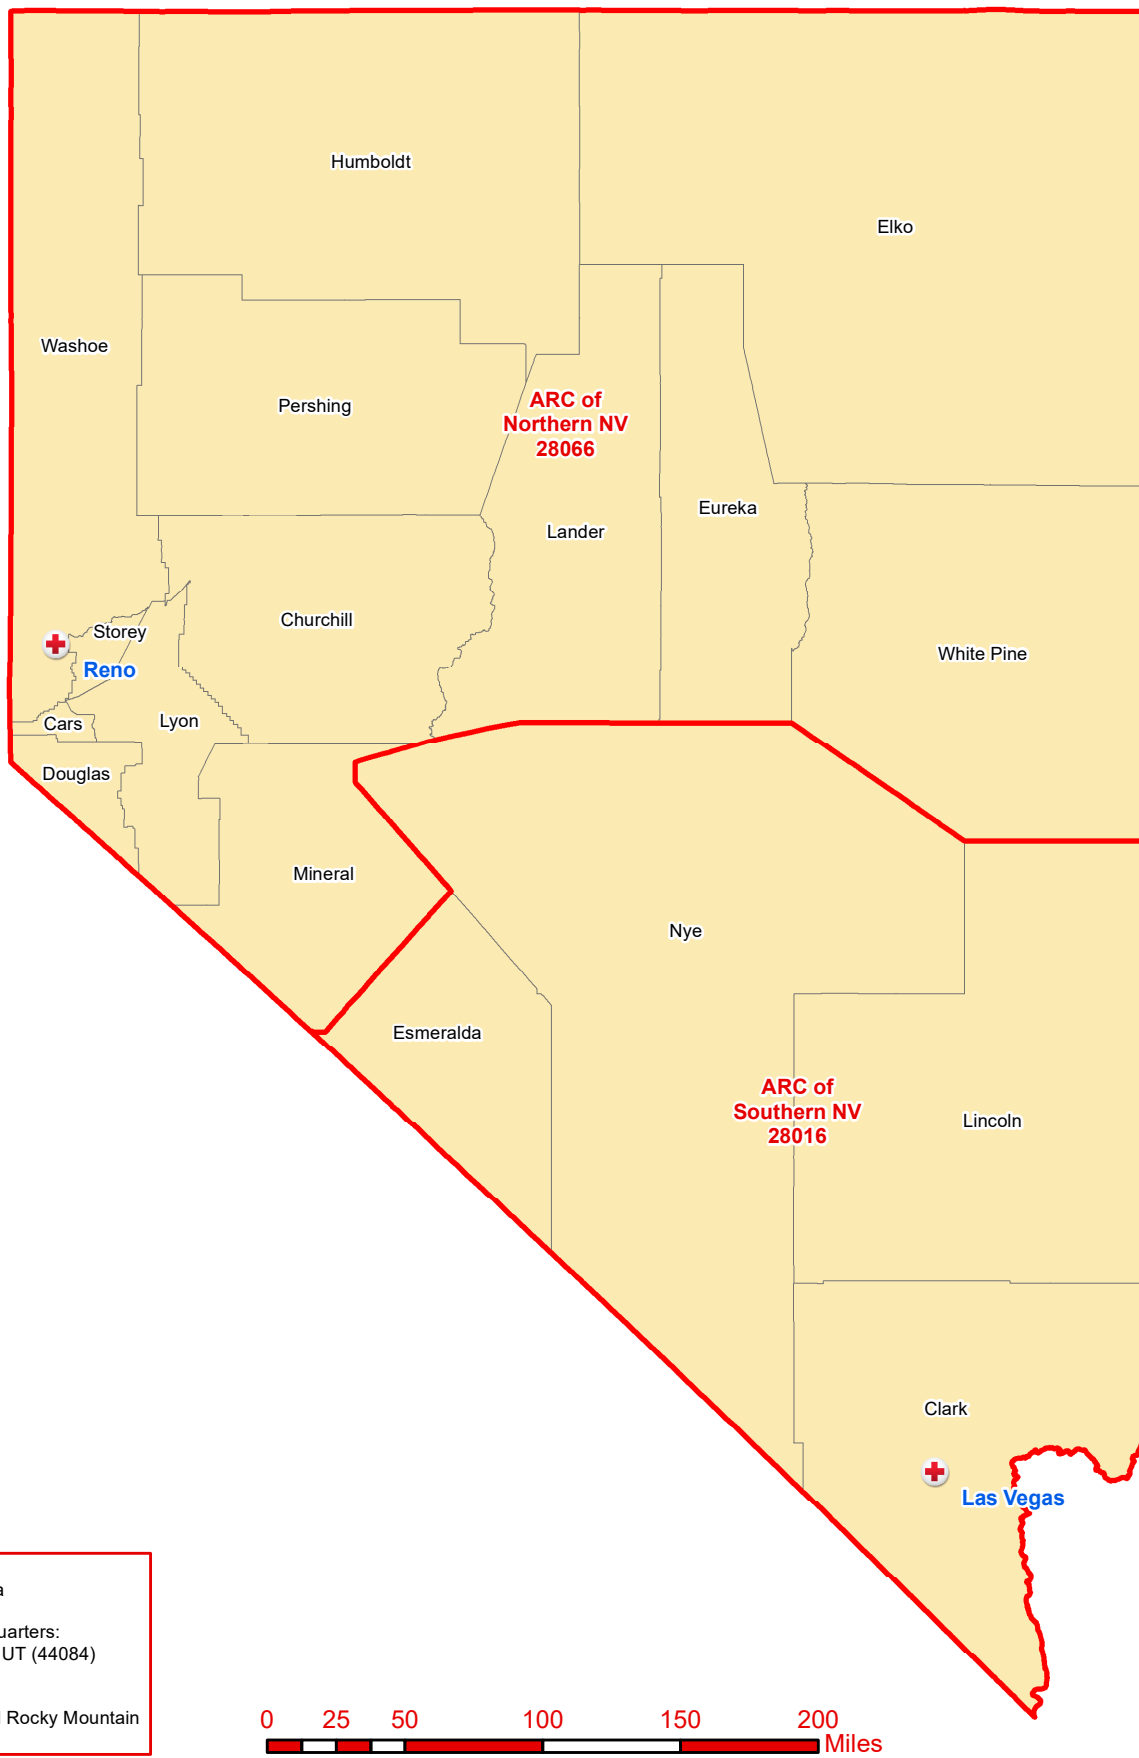 Humboldt
Elko
Washoe
Pershing
ARC of
Northern NV
28066
Eureka
Lander
Churchill
Storey
White Pine
Reno
Cars
Lyon
Douglas
Mineral
Nye
Esmeralda
ARC of
Southern NV
28016
Lincoln
Clark
Las Vegas
a
uarters:
UT (44084)
Rocky Mountain
0 25 50 100 150 200
Miles